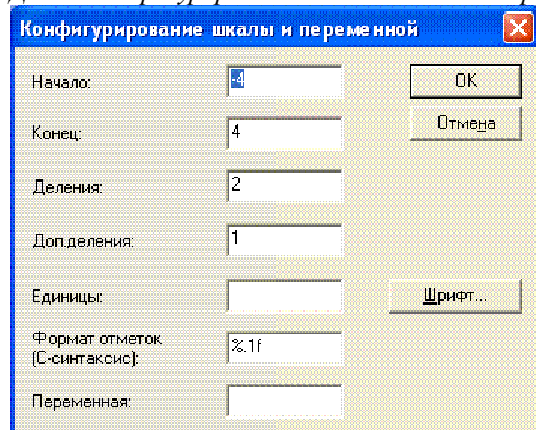 Конфигурирование шкалы и переменной
Начало: -4 OK
Конец: 4 Отмена
Деления: 2
Доп.деления: 1
Единицы: Шрифт...
Формат отметок
(С-синтаксис): %.1f
Переменная: